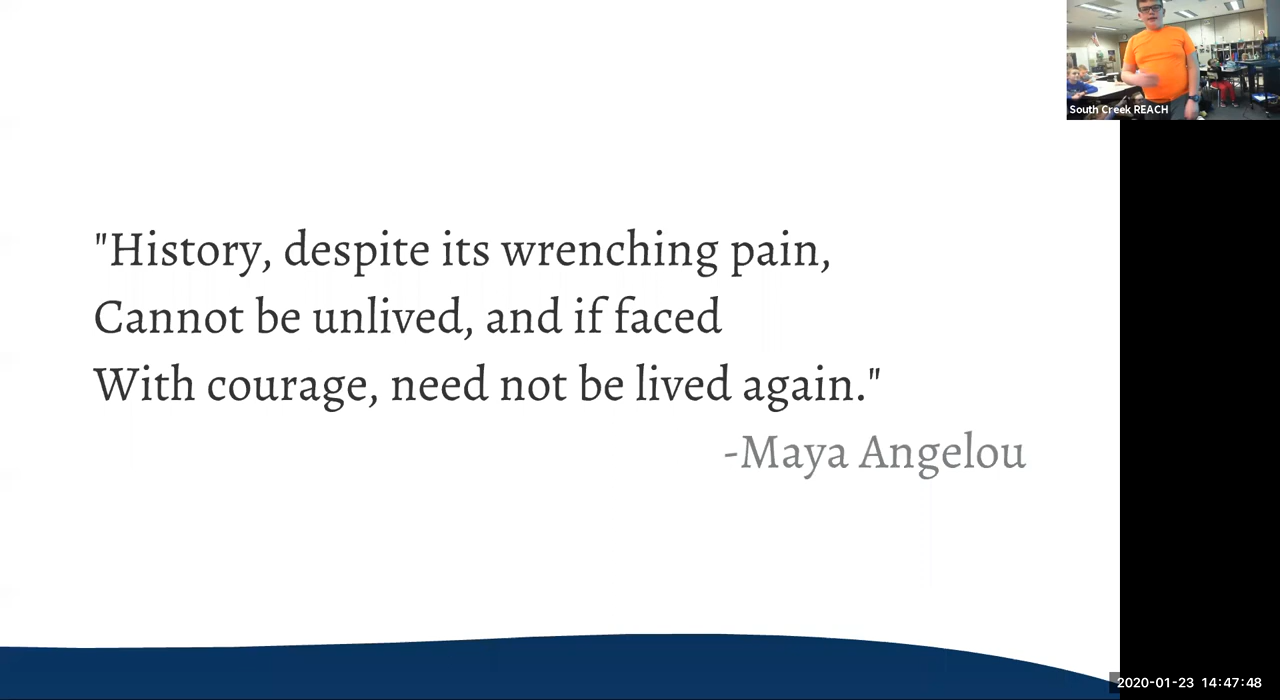 South Creek REACH
"History, despite its wrenching pain,
Cannot be unlived, and if faced
With courage, need not be lived again."
-Maya Angelou
2020-01-23 14:47:48